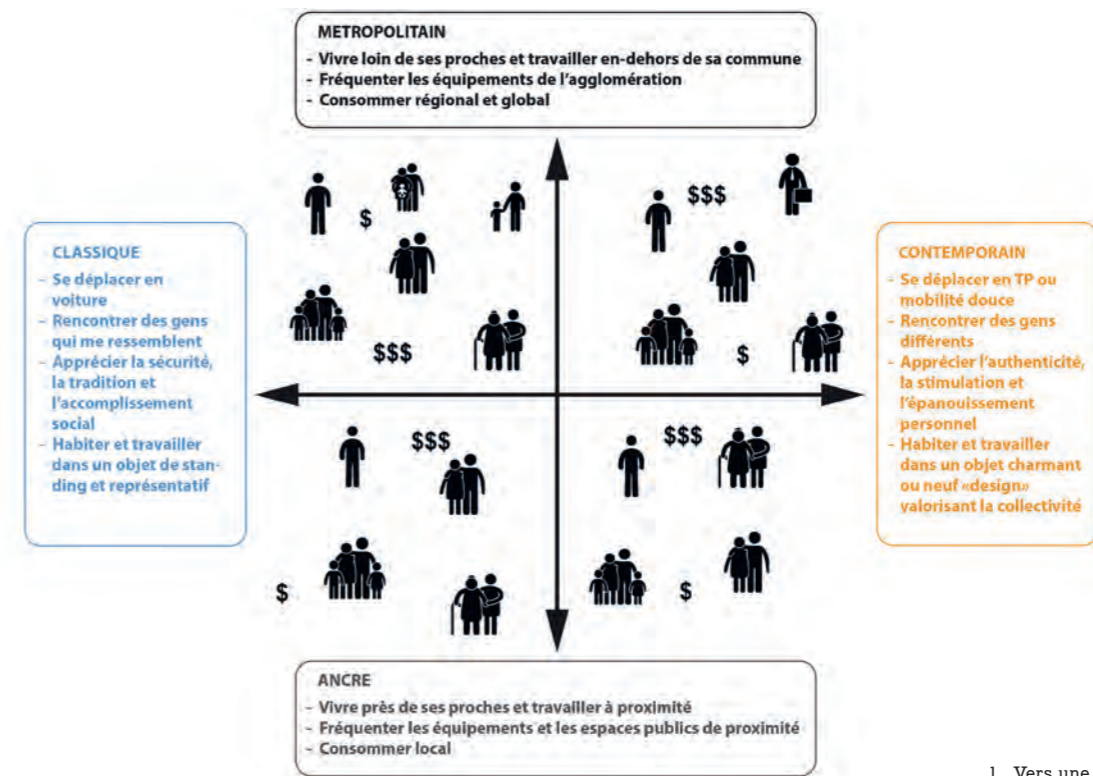 METROPOLITAIN
- Vivre loin de ses proches et travailler en-dehors de sa commune
- Fréquenter les équipements de l'agglomération
- Consommer régional et global
$
$$$
$$$
$
CLASSIQUE
- Se déplacer en
voiture
- Rencontrer des gens
qui me ressemblent
- Apprécier la sécurité,
la tradition et
l'accomplissement
social
- Habiter et travailler
dans un objet de stan-
ding et représentatif
CONTEMPORAIN
- Se déplacer en TP ou
mobilité douce
- Rencontrer des gens
différents
- Apprécier l'authenticité,
la stimulation et
l'épanouissement
personnel
- Habiter et travailler
dans un objet charmant
ou neuf «design»
valorisant la collectivité
$$$
$$$
$
$
ANCRE
- Vivre près de ses proches et travailler à proximité
- Fréquenter les équipements et les espaces publics de proximité
- Consommer local
1 Vers une